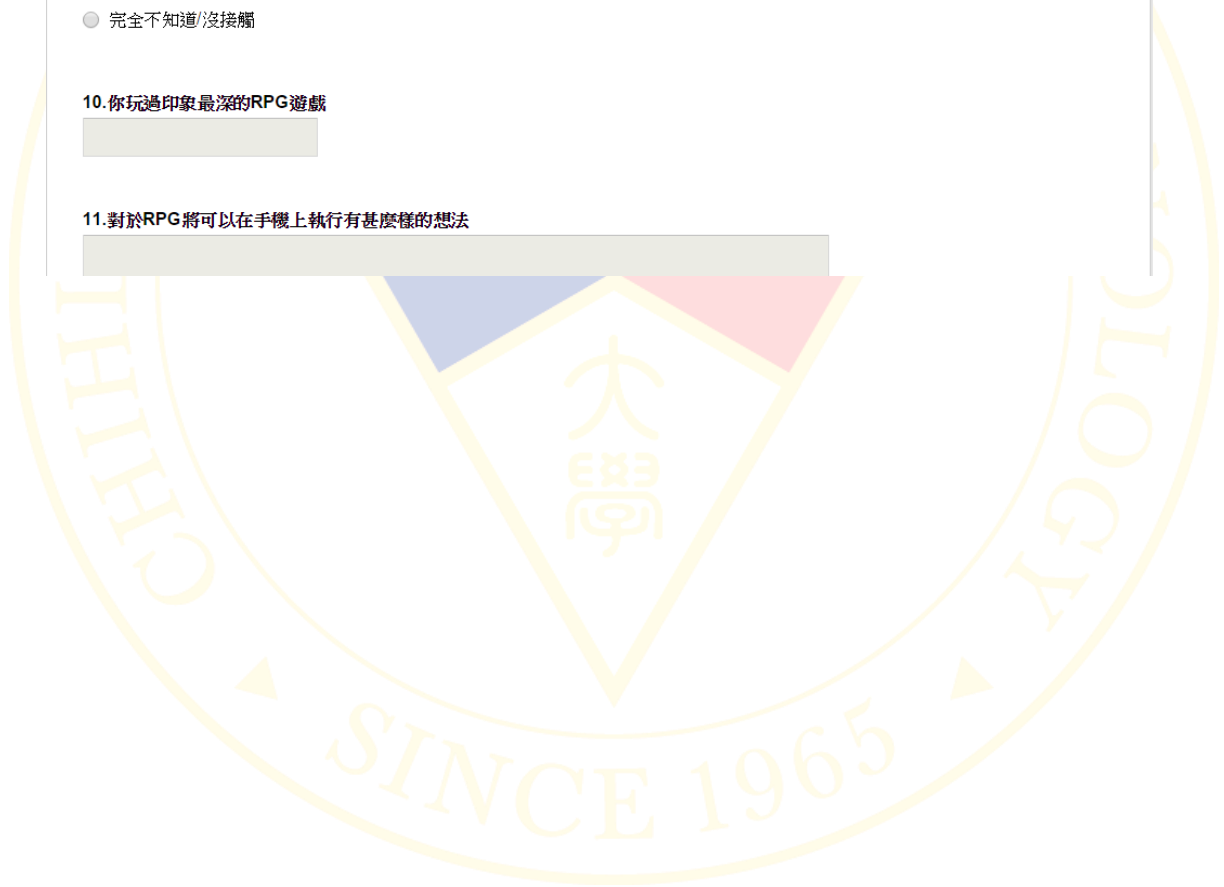 完全不知道/沒接觸
10.你玩過印象最深的RPG遊戲
11.對於RPG將可以在手機上執行有甚麼樣的想法
大
學
CHIHL
SINCE 1965
OLOGY